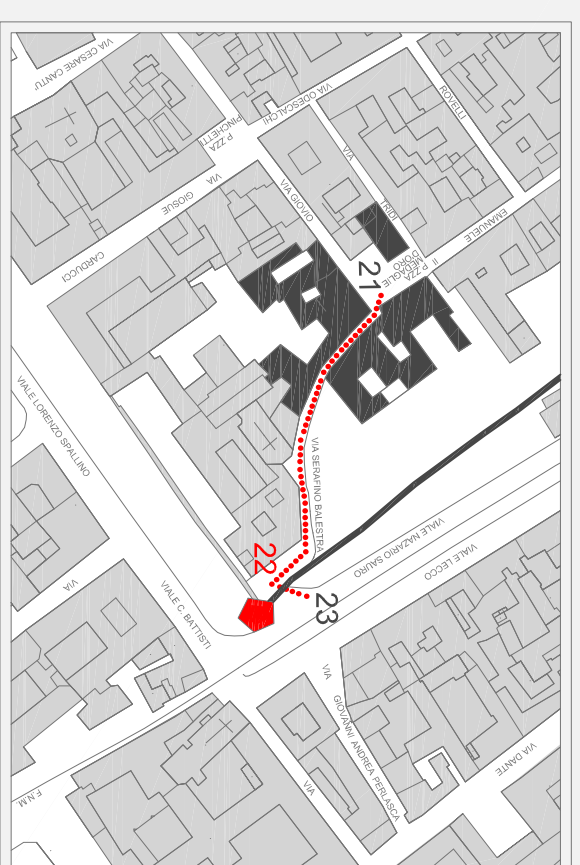 VIA CESARE CANTU'
P.ZZA
PINCHETTI
VIA ODESCALCHI
ROVELLI
VIA
GIOSUE
CARDUCCI
VIA GIOVIO
VIA
TRIDI
EMANUELE
II
P.ZZA
MEDAGLIE
D'ORO
21
VIALE LORENZO SPALLINO
VIA SERAFINO BALESTRA
VIALE NAZARIO SAURO
VIALE LECCO
22
23
VIA
VIALE C. BATTISTI
VIA
GIOVANNI ANDREA PERLASCA
VIA DANTE
VIA
F.N.M.